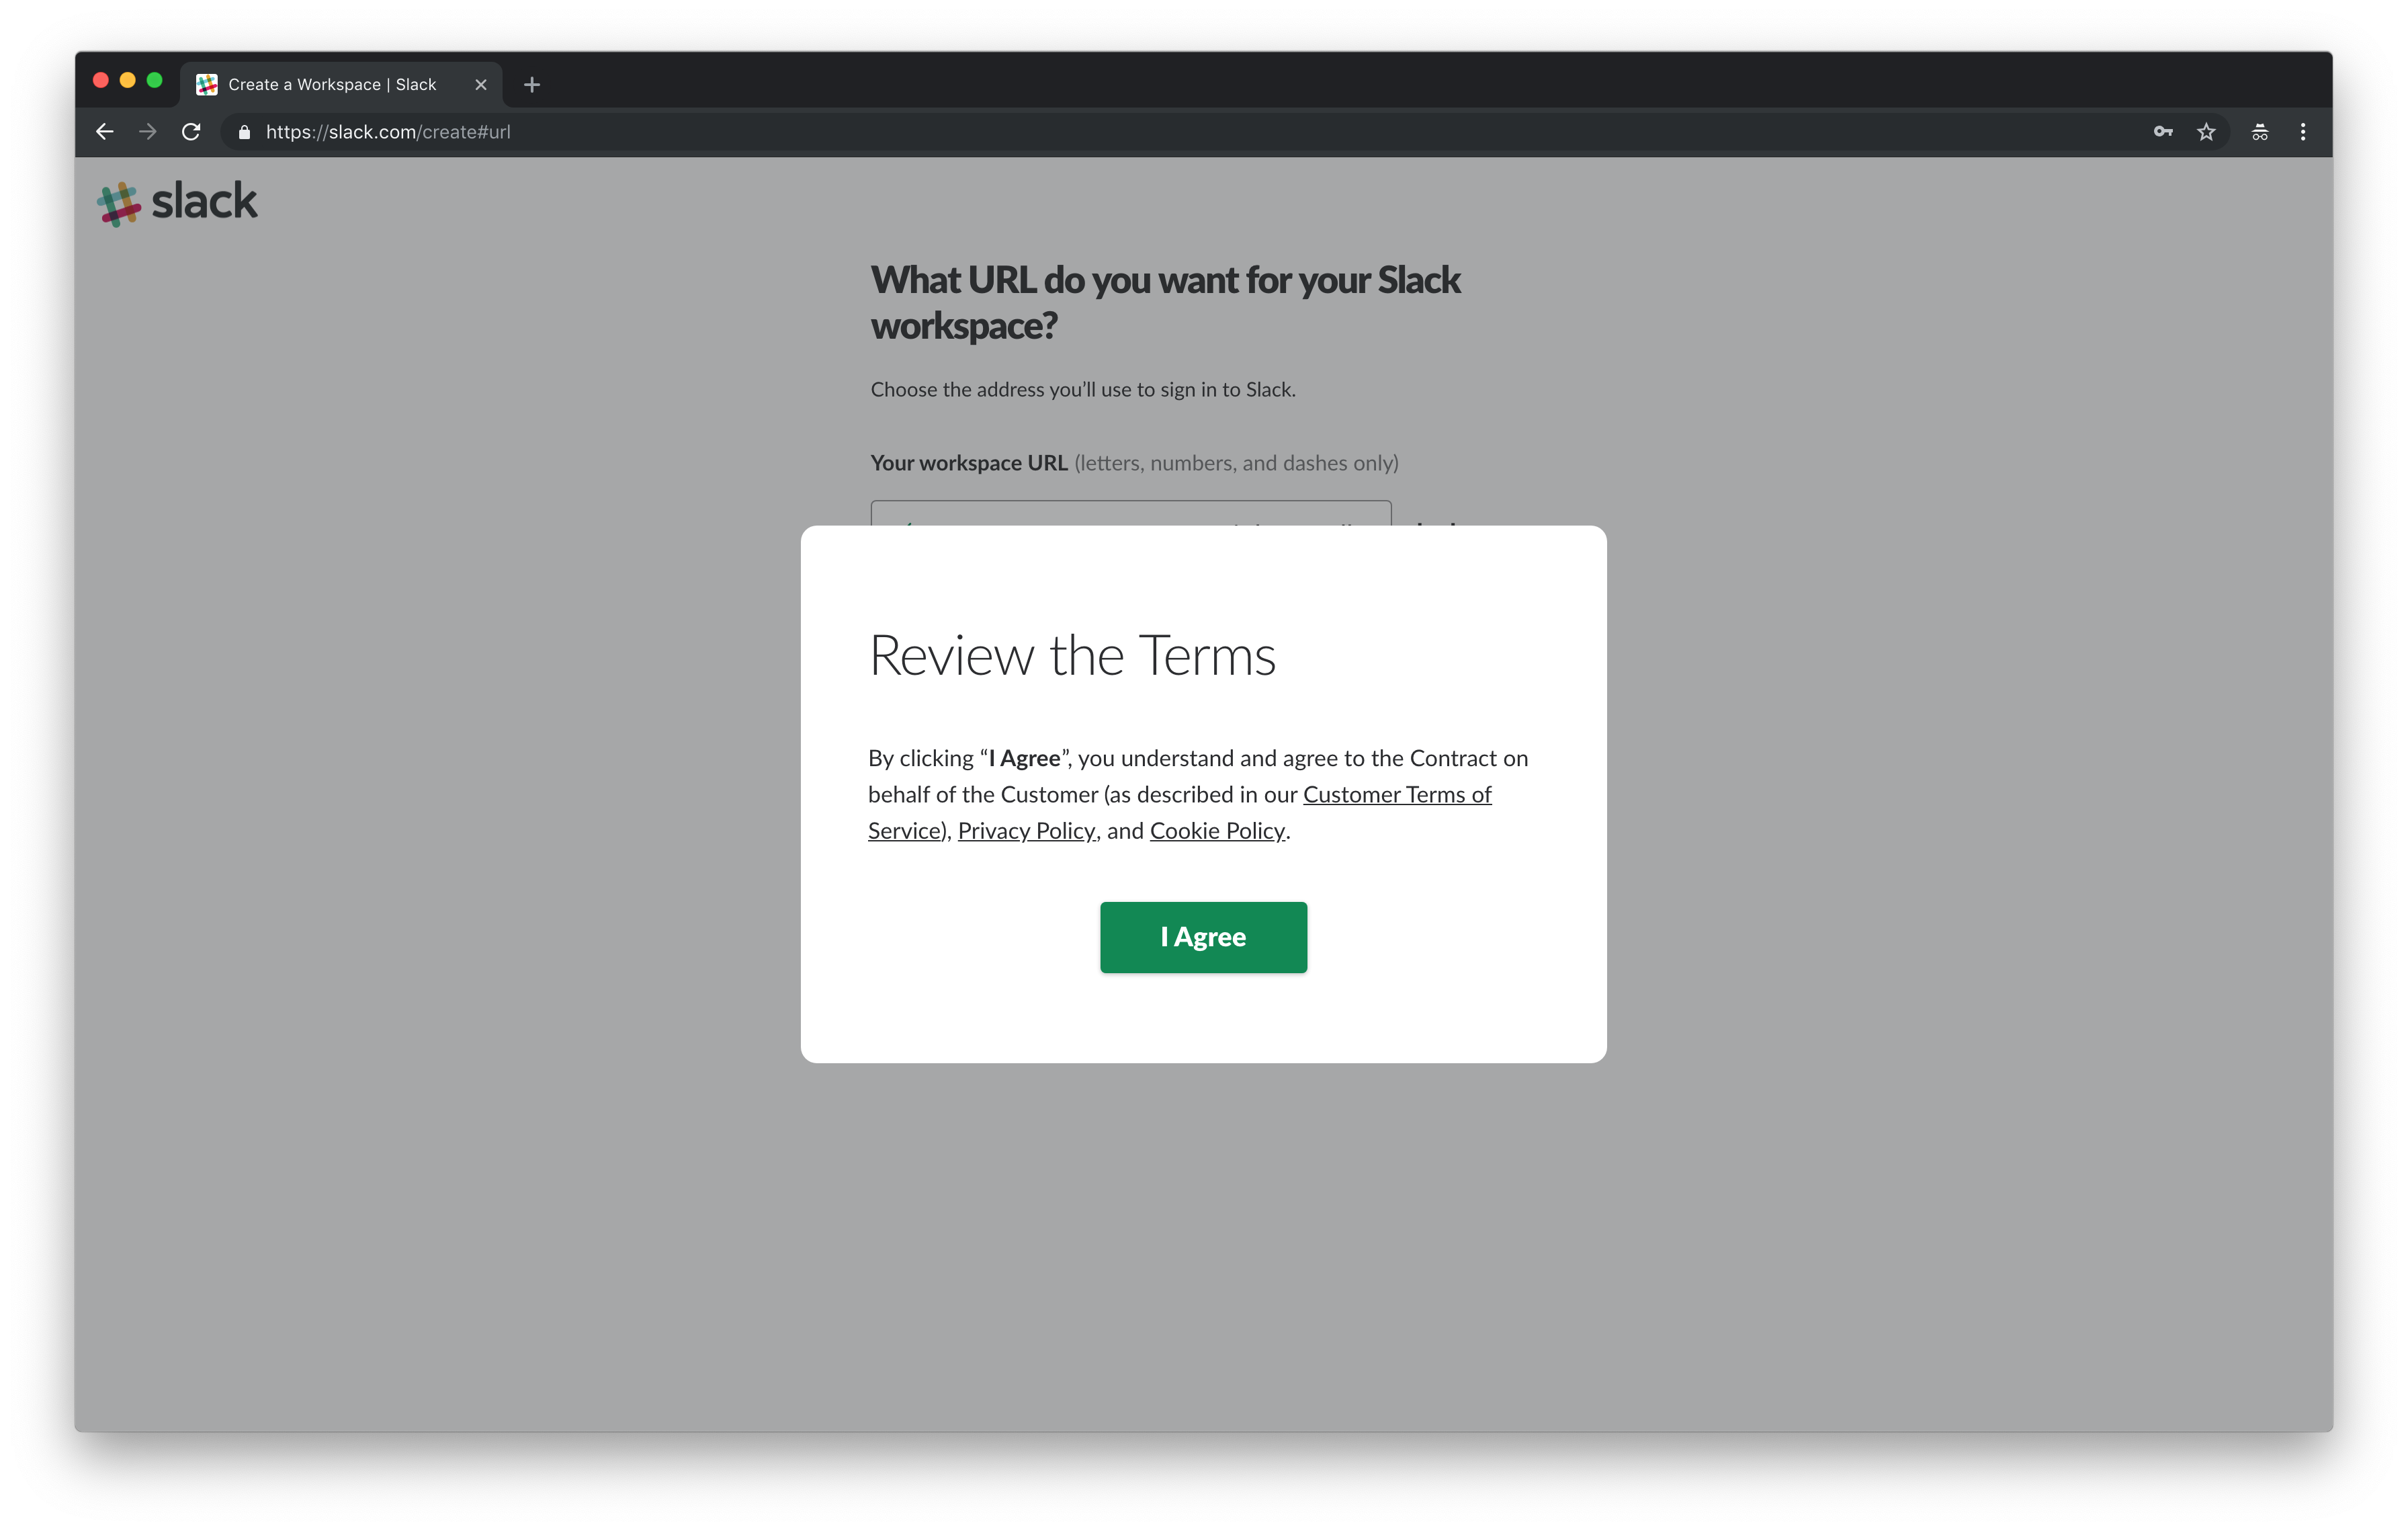 Create a Workspace | Slack
https://slack.com/create#url
slack
What URL do you want for your Slack
workspace?
Choose the address you’ll use to sign in to Slack.
Your workspace URL (letters, numbers, and dashes only)
Review the Terms
By clicking “I Agree”, you understand and agree to the Contract on
behalf of the Customer (as described in our Customer Terms of
Service), Privacy Policy, and Cookie Policy.
I Agree